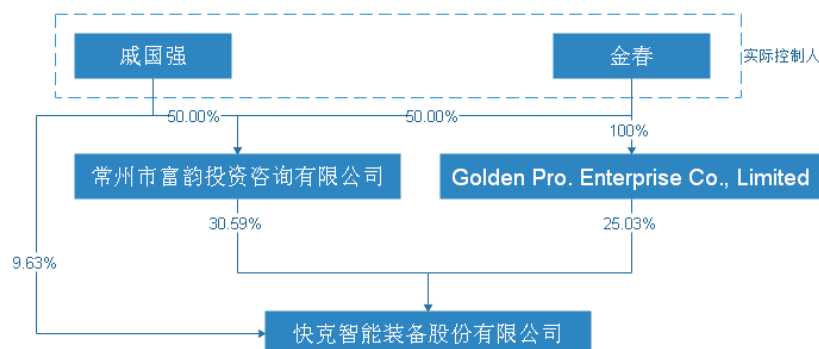 戚国强
金春
实际控制人
50.00%
50.00%
100%
常州市富韵投资咨询有限公司
Golden Pro. Enterprise Co., Limited
30.59%
25.03%
9.63%
快克智能装备股份有限公司